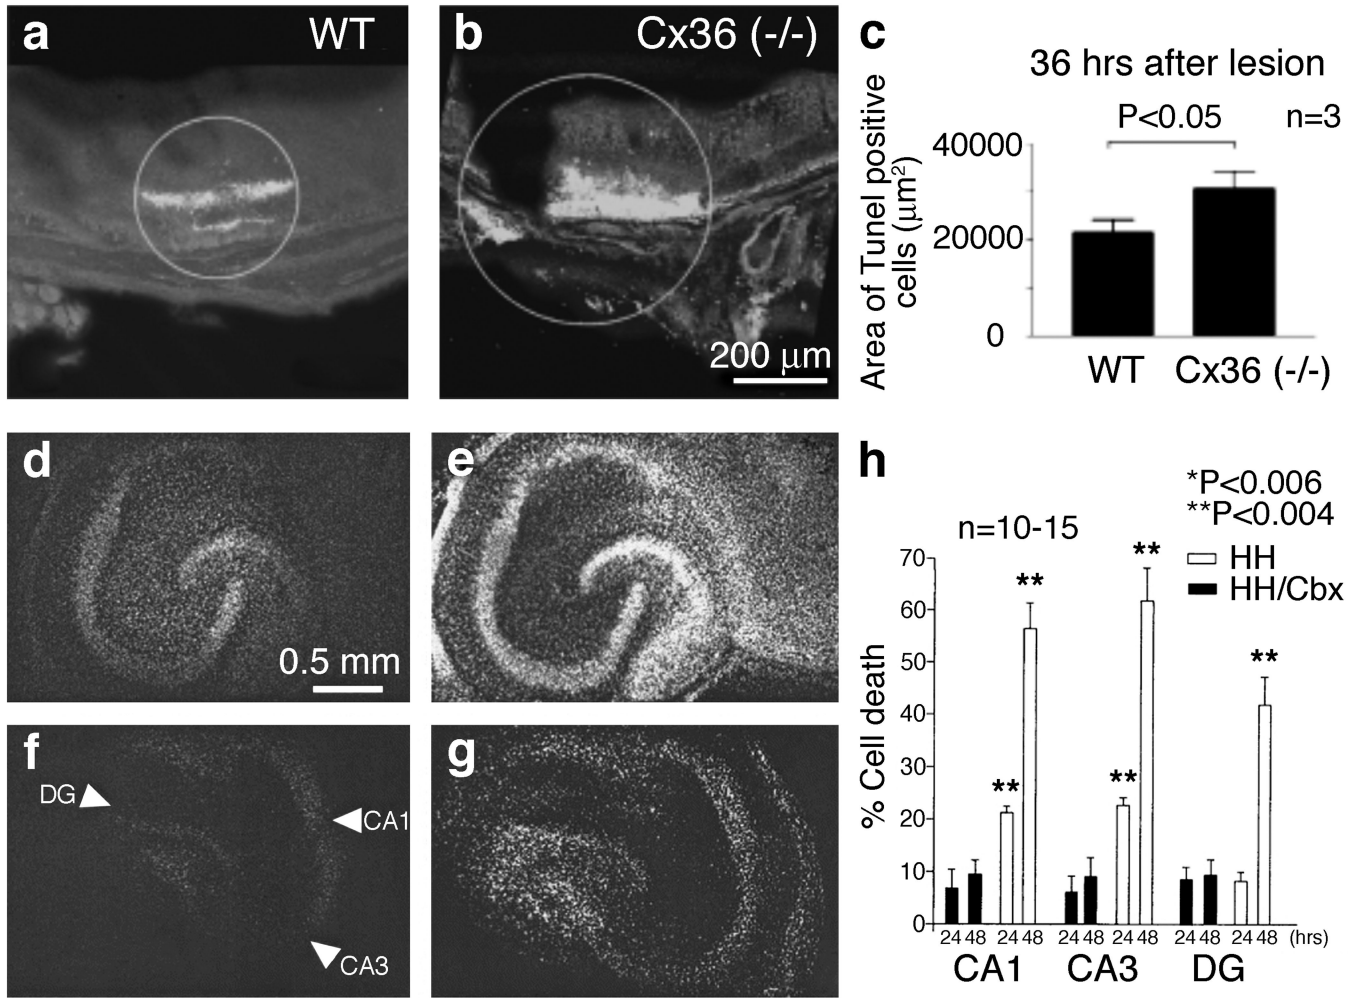 a
WT
b
Cx36 (-/-)
200 μm
c
36 hrs after lesion
P<0.05
n=3
Area of Tunel positive
cells (μm²)
40000
20000
0
WT
Cx36 (-/-)
d
0.5 mm
e
f
DG
CA1
CA3
g
h
*P<0.006
**P<0.004
n=10-15
HH
HH/Cbx
% Cell death
70
60
50
40
30
20
10
0
** ** ** ** **
24 48 24 48 24 48 24 48 24 48 24 48 (hrs)
CA1 CA3 DG